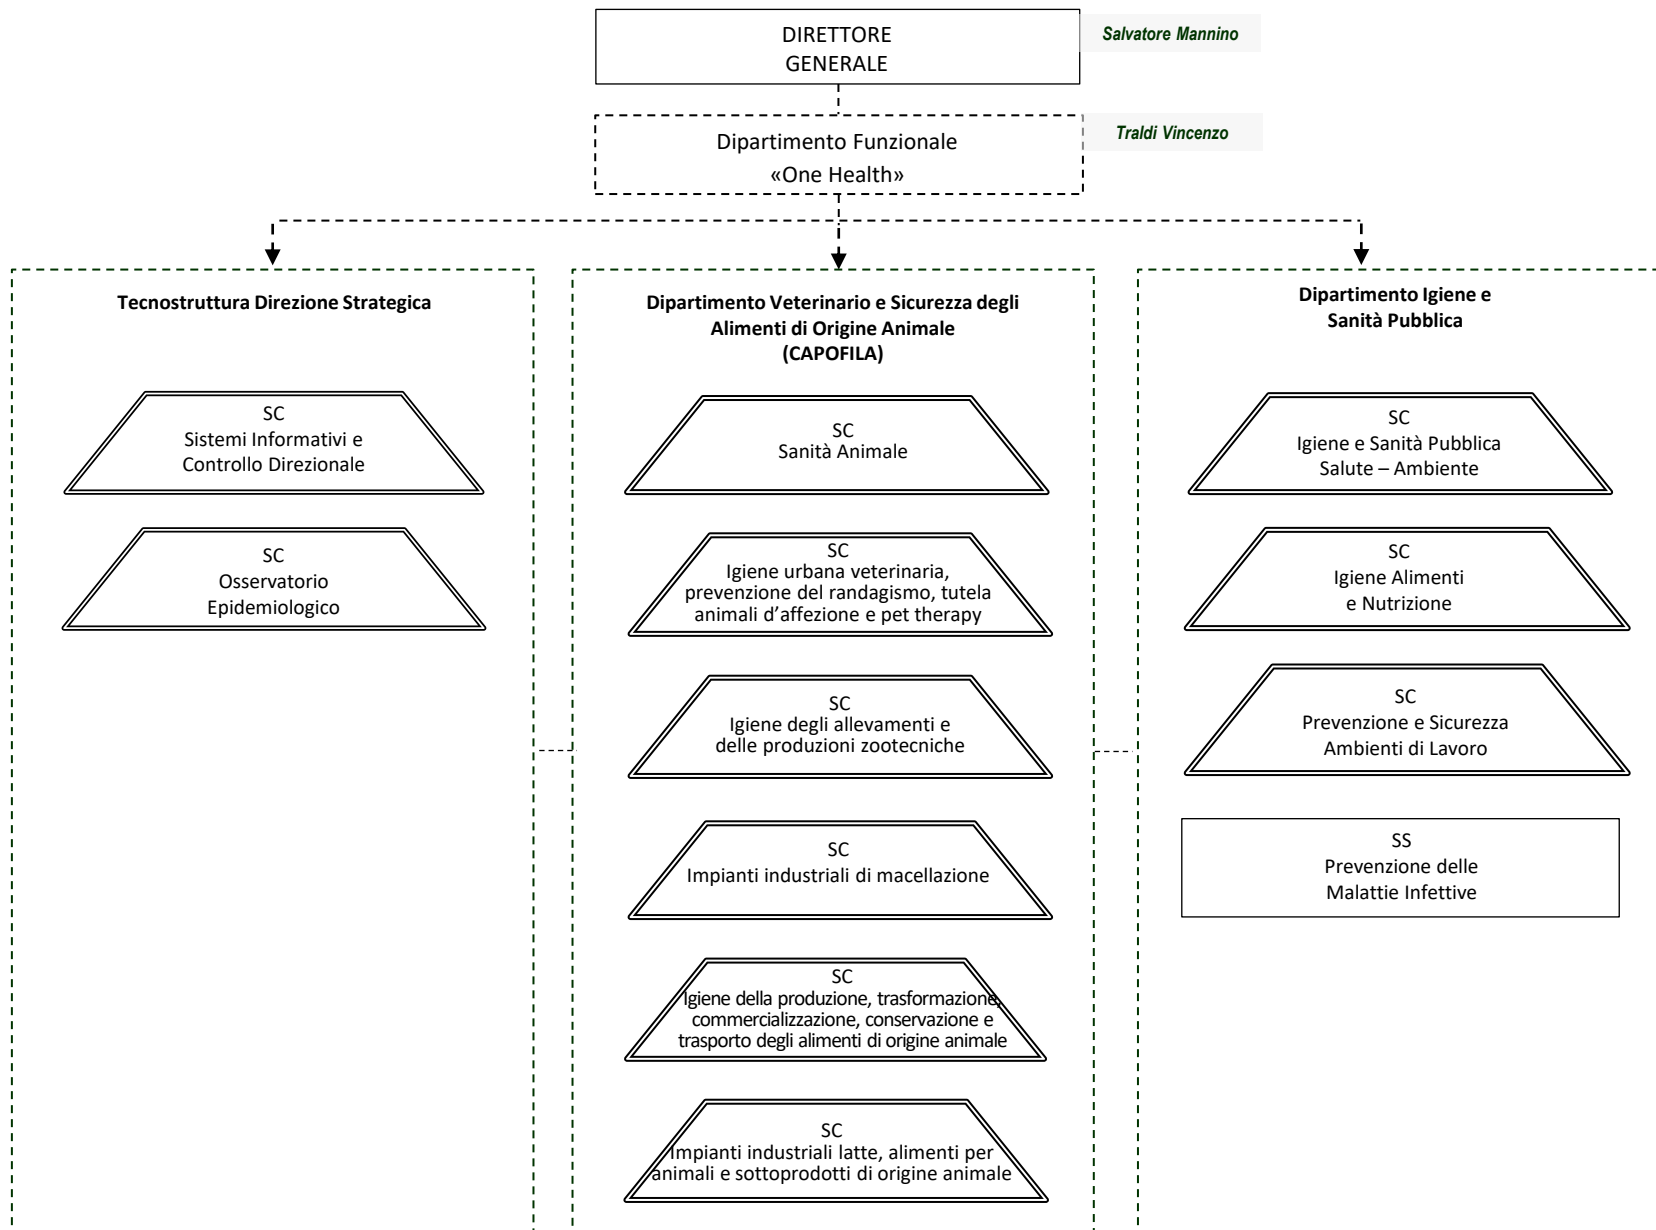 DIRETTORE
GENERALE
Salvatore Mannino
Dipartimento Funzionale
«One Health»
Traldi Vincenzo
Tecnostruttura Direzione Strategica
SC
Sistemi Informativi e
Controllo Direzionale
SC
Osservatorio
Epidemiologico
Dipartimento Veterinario e Sicurezza degli
Alimenti di Origine Animale
(CAPOFILA)
SC
Sanità Animale
SC
Igiene urbana veterinaria,
prevenzione del randagismo, tutela
animali d’affezione e pet therapy
SC
Igiene degli allevamenti e
delle produzioni zootecniche
SC
Impianti industriali di macellazione
SC
Igiene della produzione, trasformazione,
commercializzazione, conservazione e
trasporto degli alimenti di origine animale
SC
Impianti industriali latte, alimenti per
animali e sottoprodotti di origine animale
Dipartimento Igiene e
Sanità Pubblica
SC
Igiene e Sanità Pubblica
Salute – Ambiente
SC
Igiene Alimenti
e Nutrizione
SC
Prevenzione e Sicurezza
Ambienti di Lavoro
SS
Prevenzione delle
Malattie Infettive